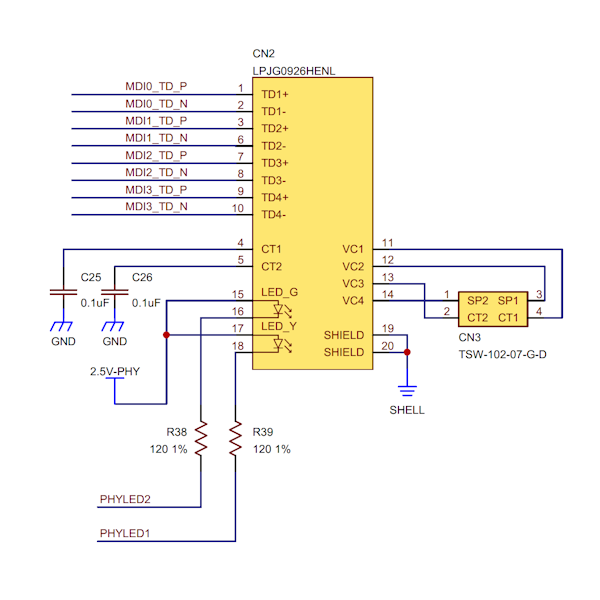 CN2
LPJG0926HENL
MDI0_TD_P 1 TD1+
MDI0_TD_N 2 TD1-
MDI1_TD_P 3 TD2+
MDI1_TD_N 6 TD2-
MDI2_TD_P 7 TD3+
MDI2_TD_N 8 TD3-
MDI3_TD_P 9 TD4+
MDI3_TD_N 10 TD4-
4 CT1 VC1 11
5 CT2 VC2 12
VC3 13
VC4 14
C25
0.1uF
C26
0.1uF
GND
GND
15 LED_G
16
17 LED_Y
18
1 SP2 SP1 3
2 CT2 CT1 4
CN3
TSW-102-07-G-D
SHIELD 19
SHIELD 20
SHELL
2.5V-PHY
R38
120 1%
R39
120 1%
PHYLED2
PHYLED1